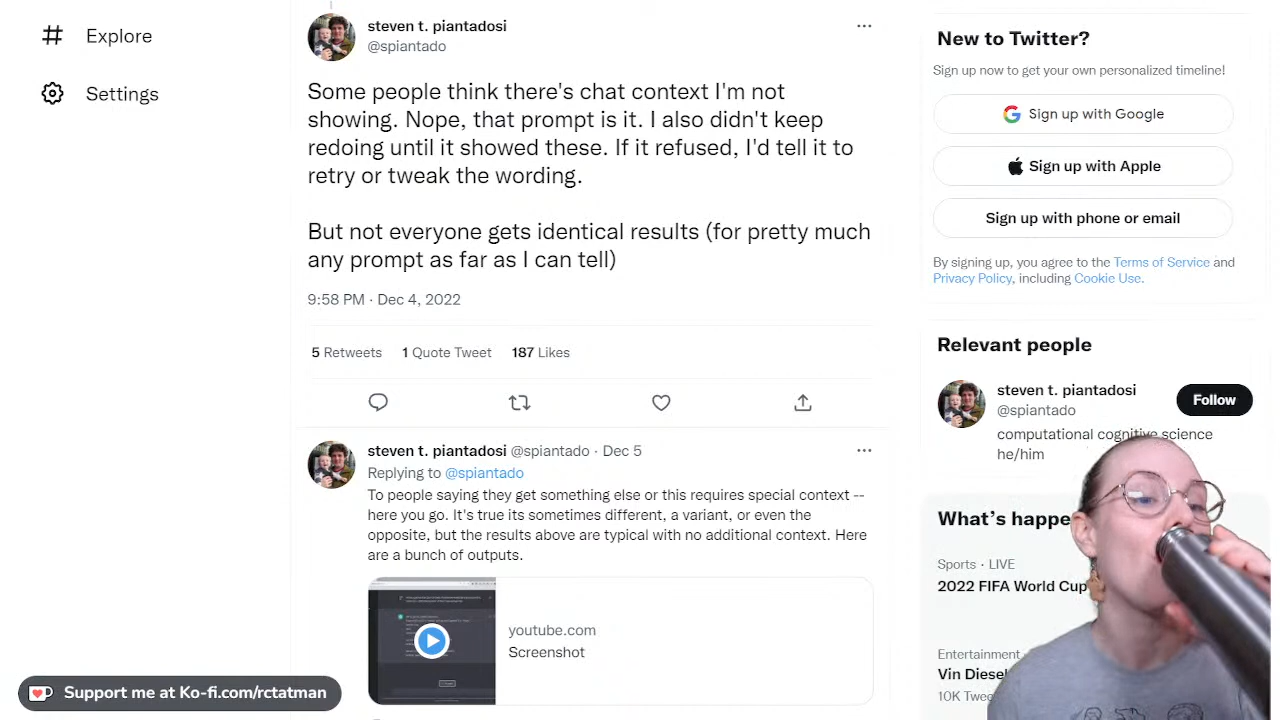 Explore
Settings
steven t. piantadosi
@spiantado
Some people think there's chat context I'm not
showing. Nope, that prompt is it. I also didn't keep
redoing until it showed these. If it refused, I'd tell it to
retry or tweak the wording.
But not everyone gets identical results (for pretty much
any prompt as far as I can tell)
9:58 PM · Dec 4, 2022
5 Retweets 1 Quote Tweet 187 Likes
steven t. piantadosi @spiantado · Dec 5
Replying to @spiantado
To people saying they get something else or this requires special context --
here you go. It's true its sometimes different, a variant, or even the
opposite, but the results above are typical with no additional context. Here
are a bunch of outputs.
youtube.com
Screenshot
Support me at Ko-fi.com/rctatman
New to Twitter?
Sign up now to get your own personalized timeline!
Sign up with Google
Sign up with Apple
Sign up with phone or email
By signing up, you agree to the Terms of Service and
Privacy Policy, including Cookie Use.
Relevant people
steven t. piantadosi
@spiantado
Follow
computational cognitive science
he/him
What's happe
Sports · LIVE
2022 FIFA World Cup
Entertainment
Vin Diesel
10K Twee